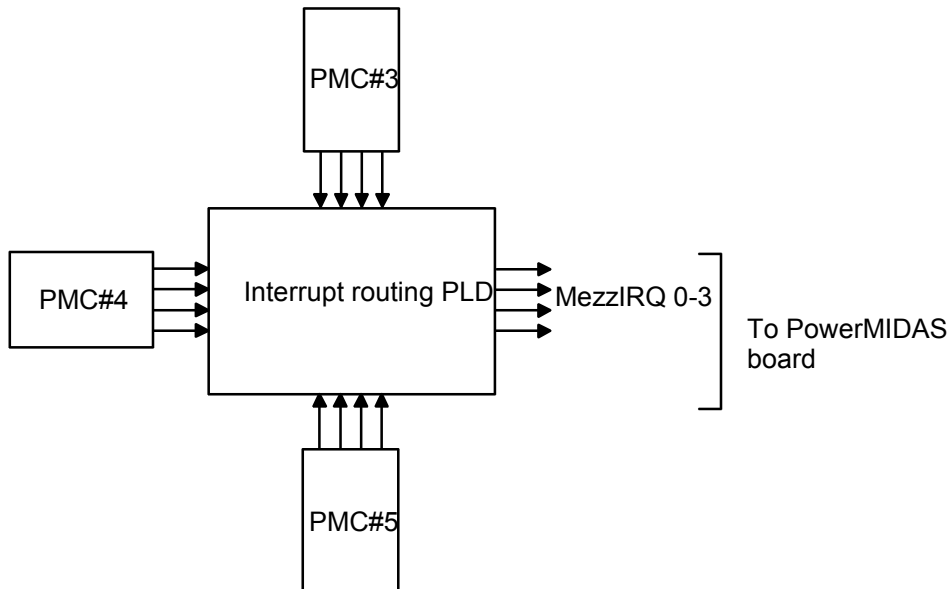 PMC#3
PMC#4
Interrupt routing PLD
MezzIRQ 0-3
To PowerMIDAS
board
PMC#5